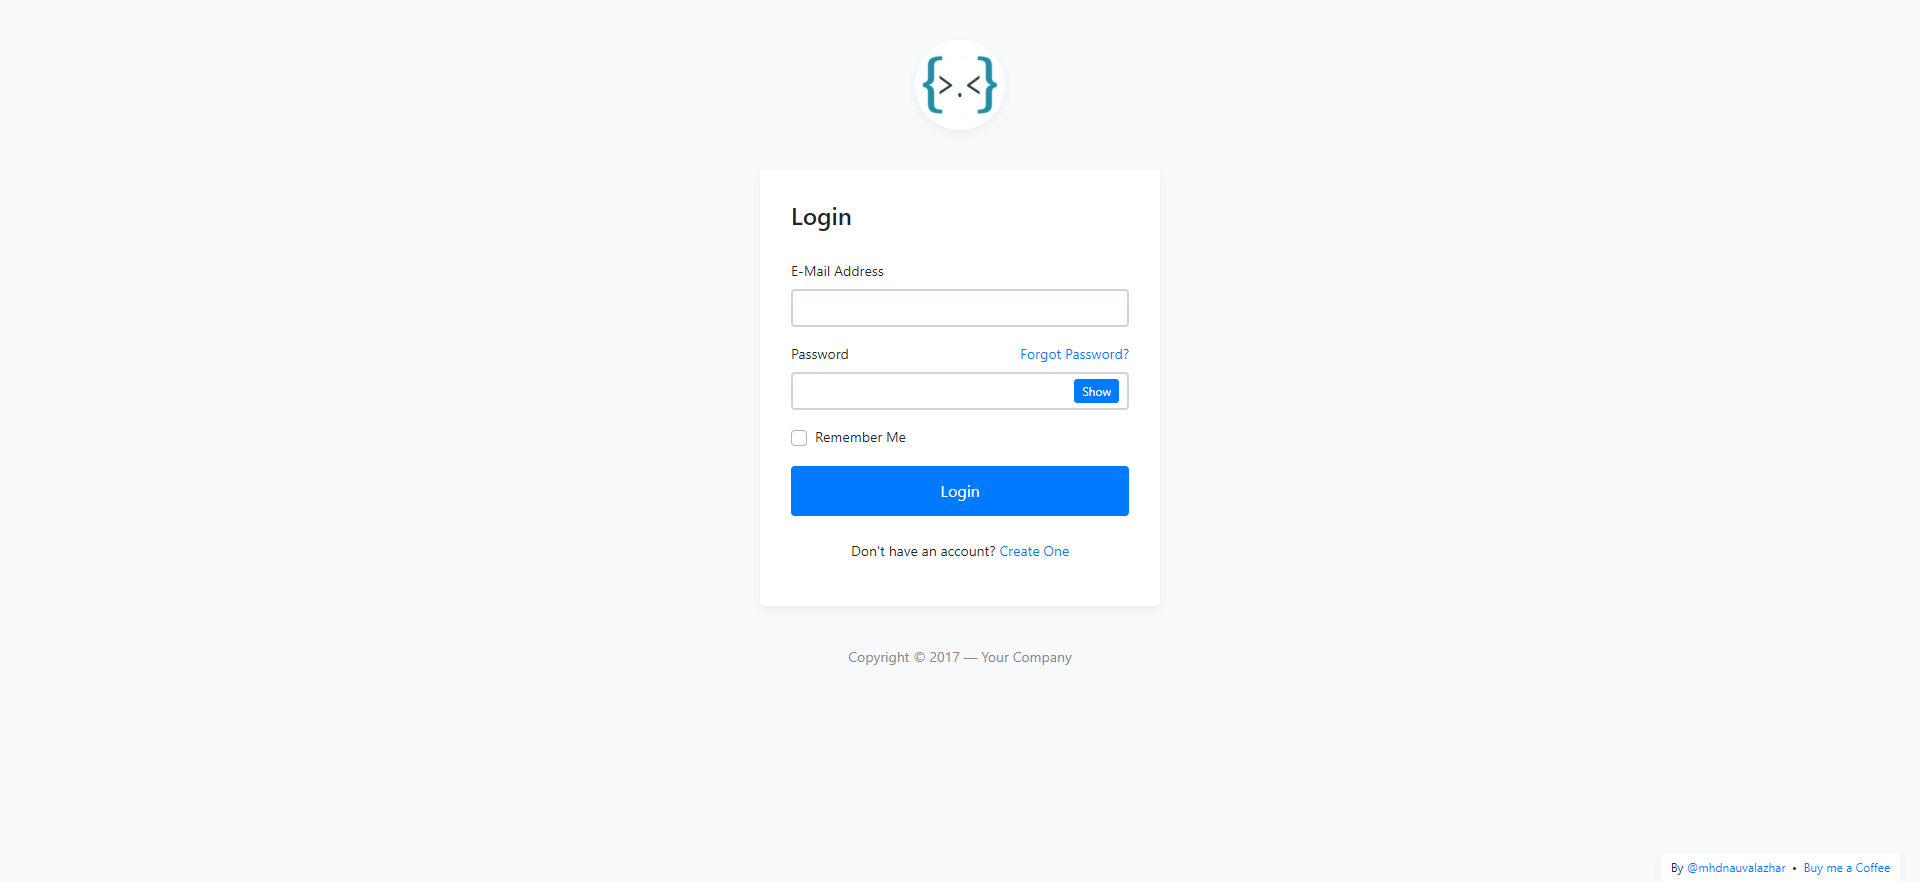 {>.<}
Login
E-Mail Address
Password Forgot Password?
Show
Remember Me
Login
Don't have an account? Create One
Copyright © 2017 — Your Company
By @mhdnauvalazhar • Buy me a Coffee